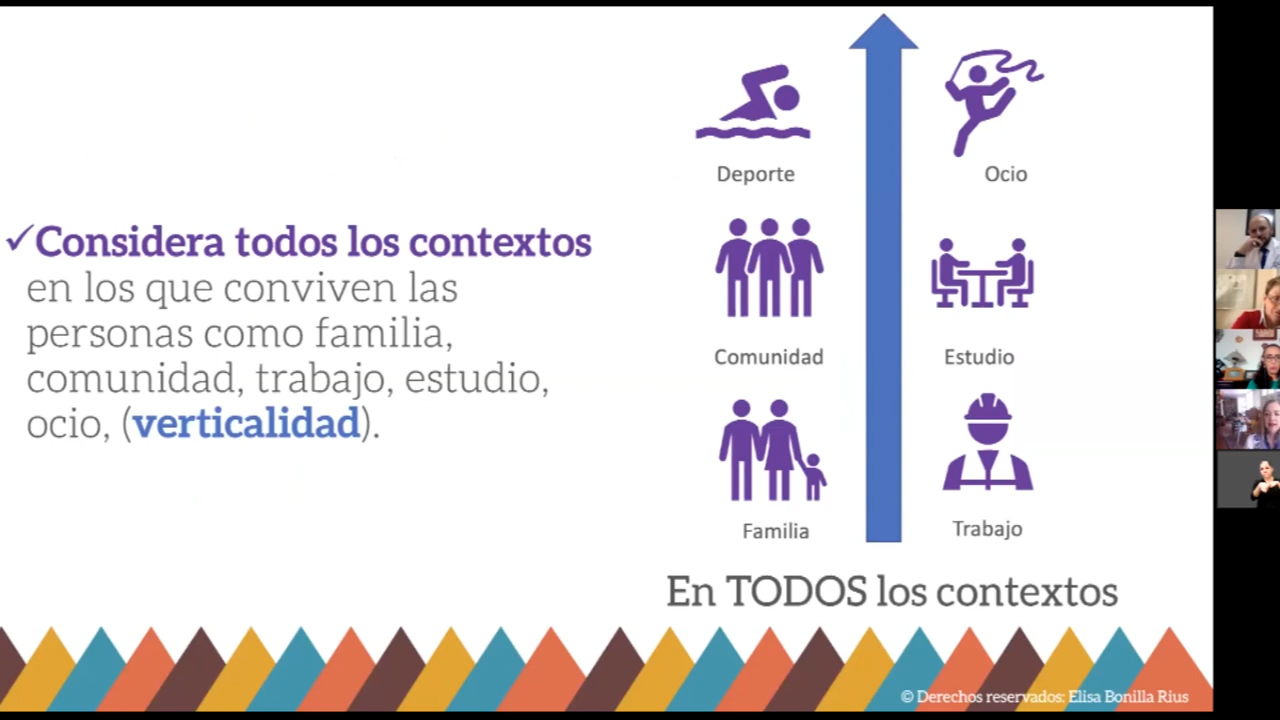 ✓Considera todos los contextos
en los que conviven las
personas como familia,
comunidad, trabajo, estudio,
ocio, (verticalidad).
Deporte
Ocio
Comunidad
Estudio
Familia
Trabajo
En TODOS los contextos
© Derechos reservados: Elisa Bonilla Rius